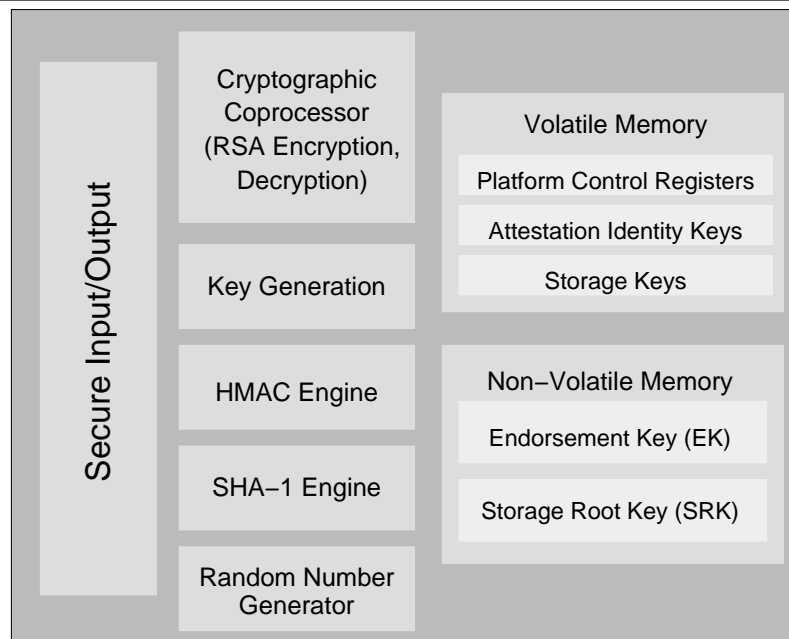 Secure Input/Output
Cryptographic
Coprocessor
(RSA Encryption,
Decryption)
Key Generation
HMAC Engine
SHA−1 Engine
Random Number
Generator
Volatile Memory
Platform Control Registers
Attestation Identity Keys
Storage Keys
Non−Volatile Memory
Endorsement Key (EK)
Storage Root Key (SRK)